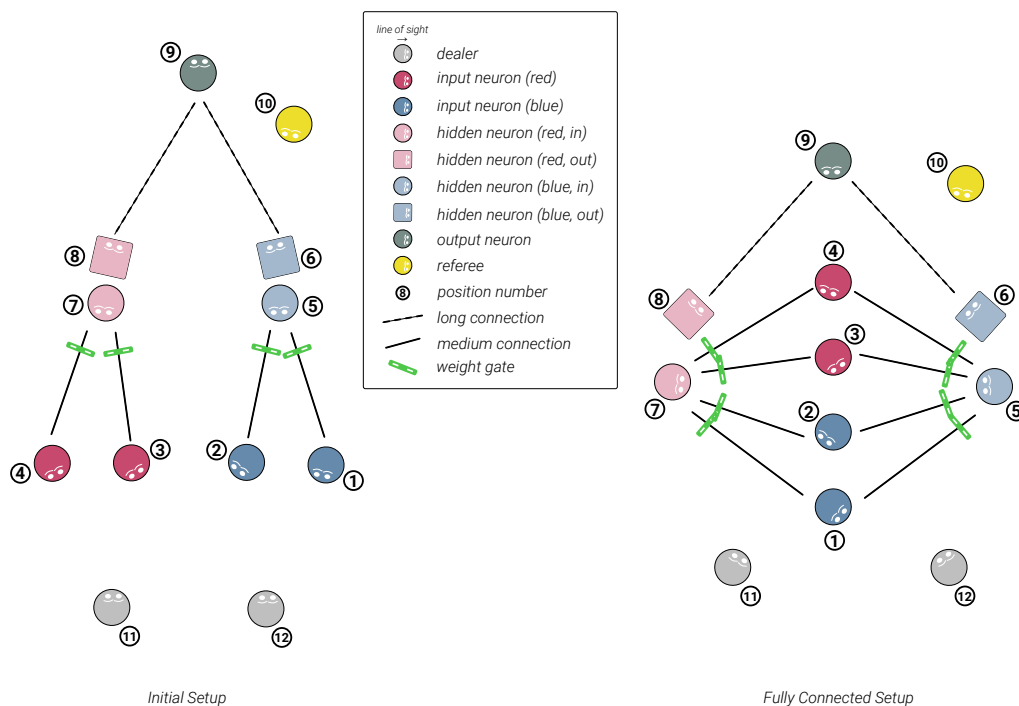 9
10
8
6
7
5
4
3
2
1
11
12
Initial Setup
line of sight
→
dealer
input neuron (red)
input neuron (blue)
hidden neuron (red, in)
hidden neuron (red, out)
hidden neuron (blue, in)
hidden neuron (blue, out)
output neuron
referee
8 position number
long connection
medium connection
weight gate
9
10
4
8
6
3
7
5
2
1
11
12
Fully Connected Setup